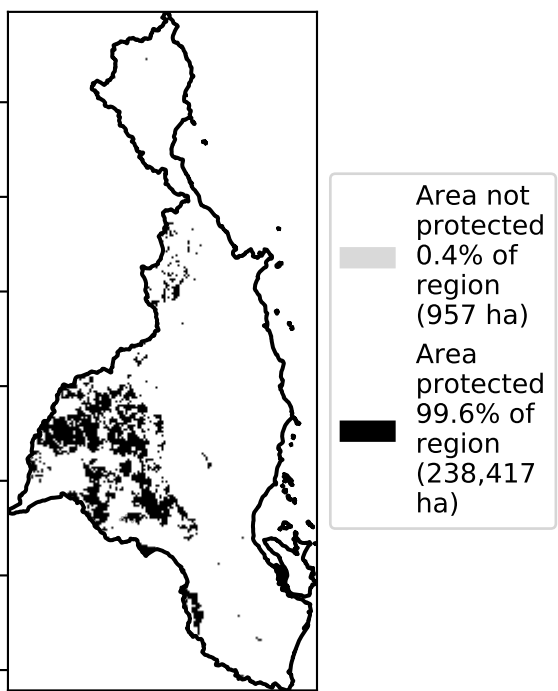 Area not
protected
0.4% of
region
(957 ha)
Area
protected
99.6% of
region
(238,417
ha)